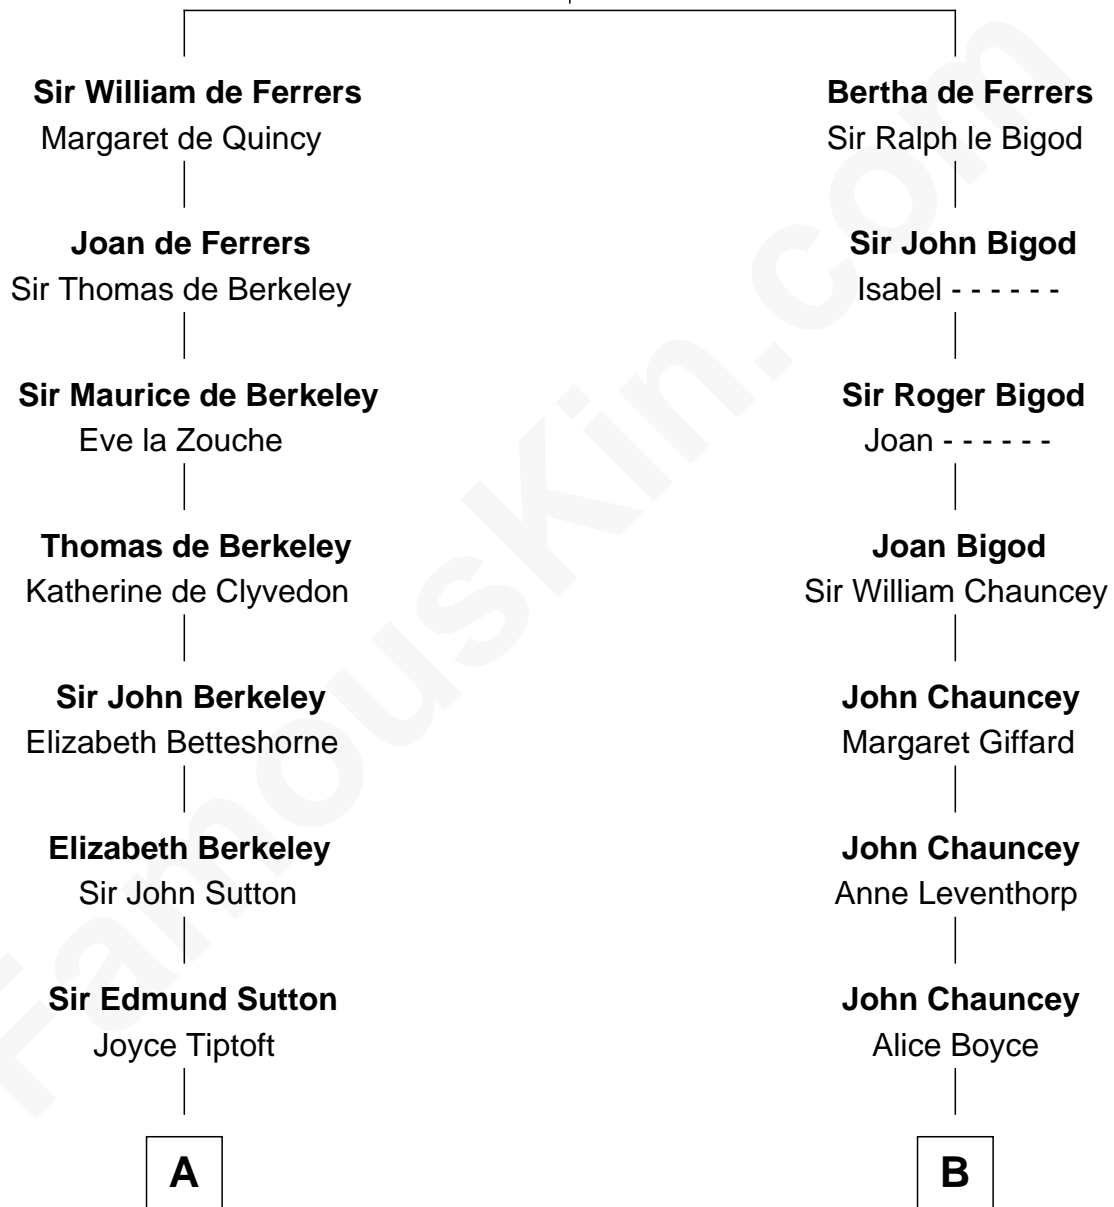 Sir William de Ferrers
Margaret de Quincy
Joan de Ferrers
Sir Thomas de Berkeley
Sir Maurice de Berkeley
Eve la Zouche
Thomas de Berkeley
Katherine de Clyvedon
Sir John Berkeley
Elizabeth Betteshorne
Elizabeth Berkeley
Sir John Sutton
Sir Edmund Sutton
Joyce Tiptoft
A
Bertha de Ferrers
Sir Ralph le Bigod
Sir John Bigod
Isabel - - - - - -
Sir Roger Bigod
Joan - - - - - -
Joan Bigod
Sir William Chauncey
John Chauncey
Margaret Giffard
John Chauncey
Anne Leventhorp
John Chauncey
Alice Boyce
B
FamousKin.com